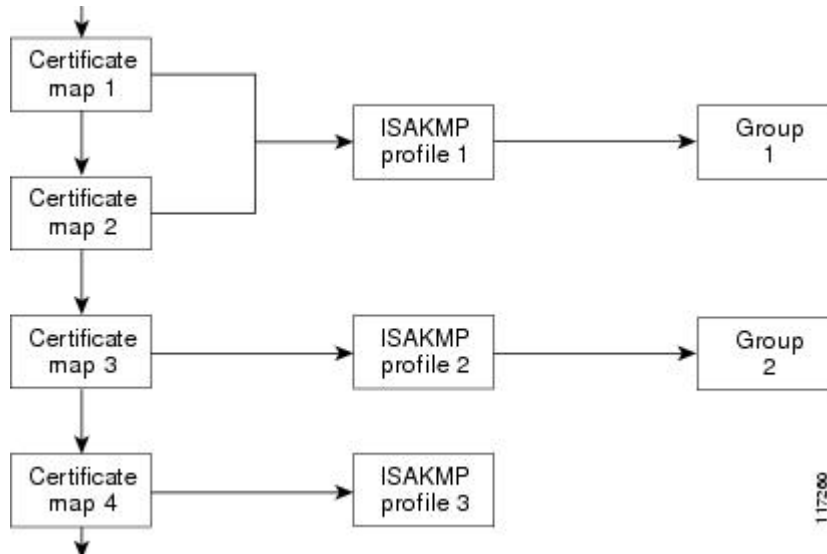 Certificate
map 1
ISAKMP
profile 1
Group
1
Certificate
map 2
Certificate
map 3
ISAKMP
profile 2
Group
2
Certificate
map 4
ISAKMP
profile 3
117269